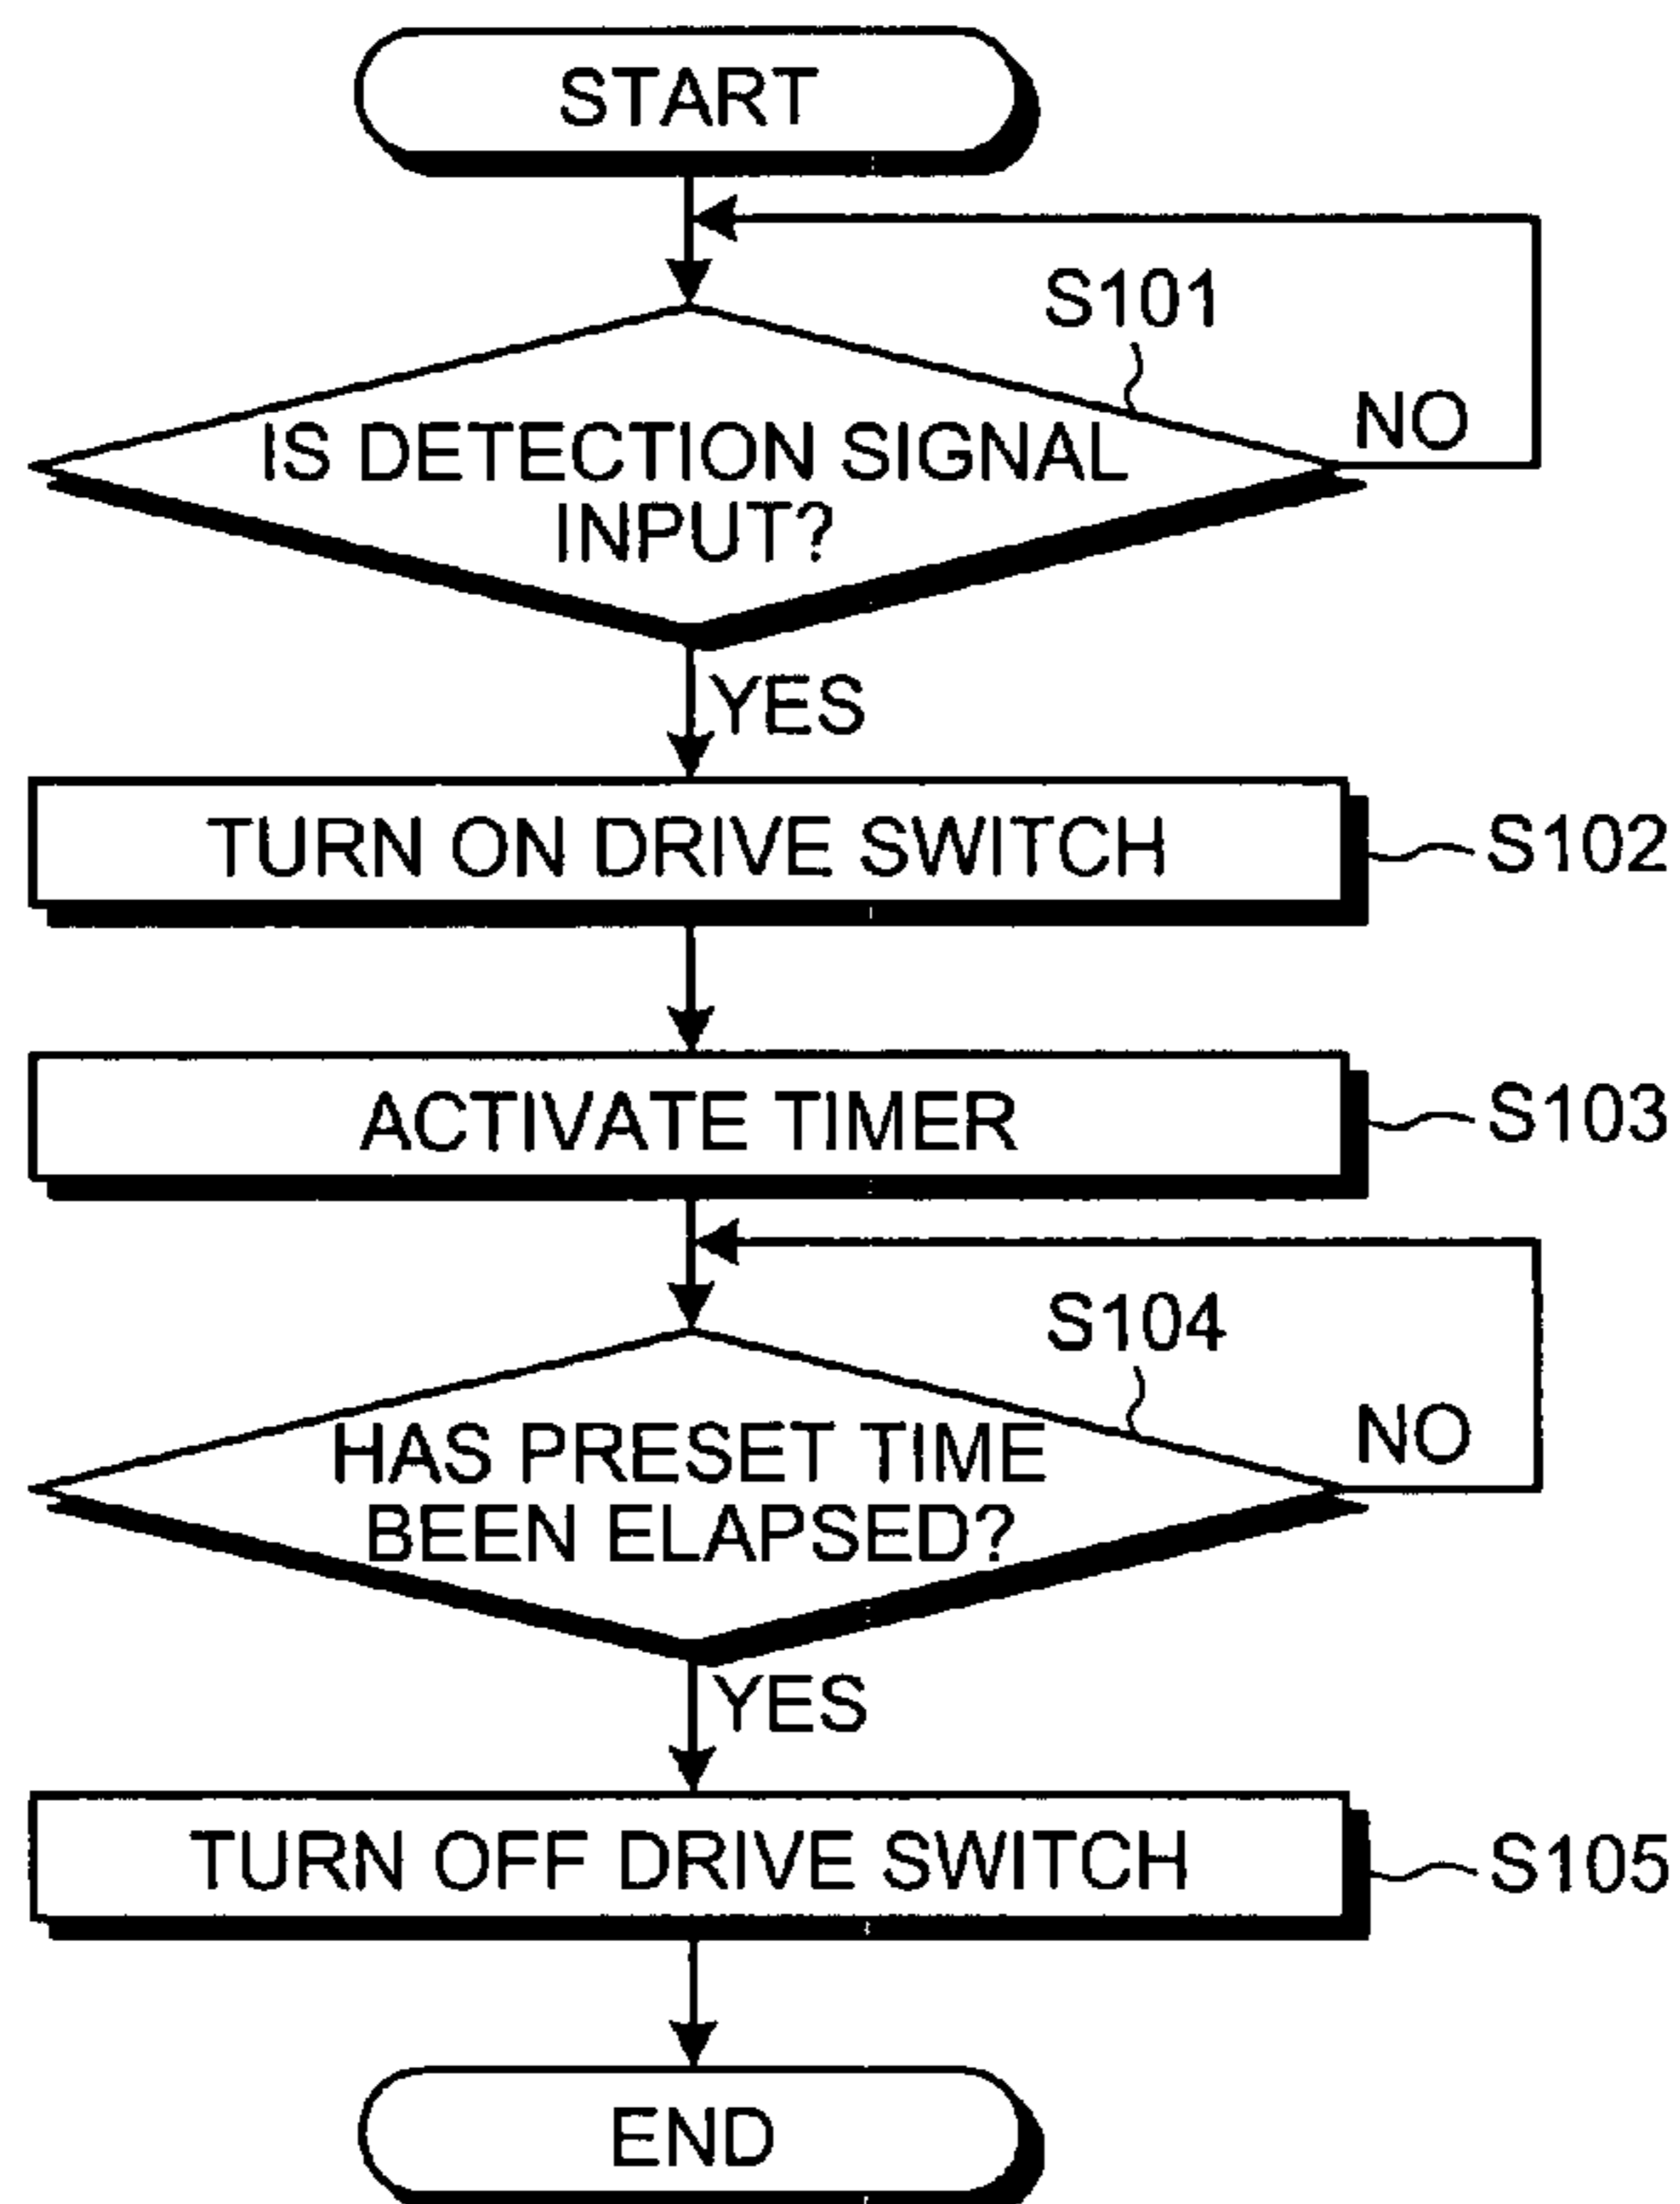 START
S101
NO
IS DETECTION SIGNAL
INPUT?
YES
TURN ON DRIVE SWITCH
S102
ACTIVATE TIMER
S103
S104
NO
HAS PRESET TIME
BEEN ELAPSED?
YES
TURN OFF DRIVE SWITCH
S105
END